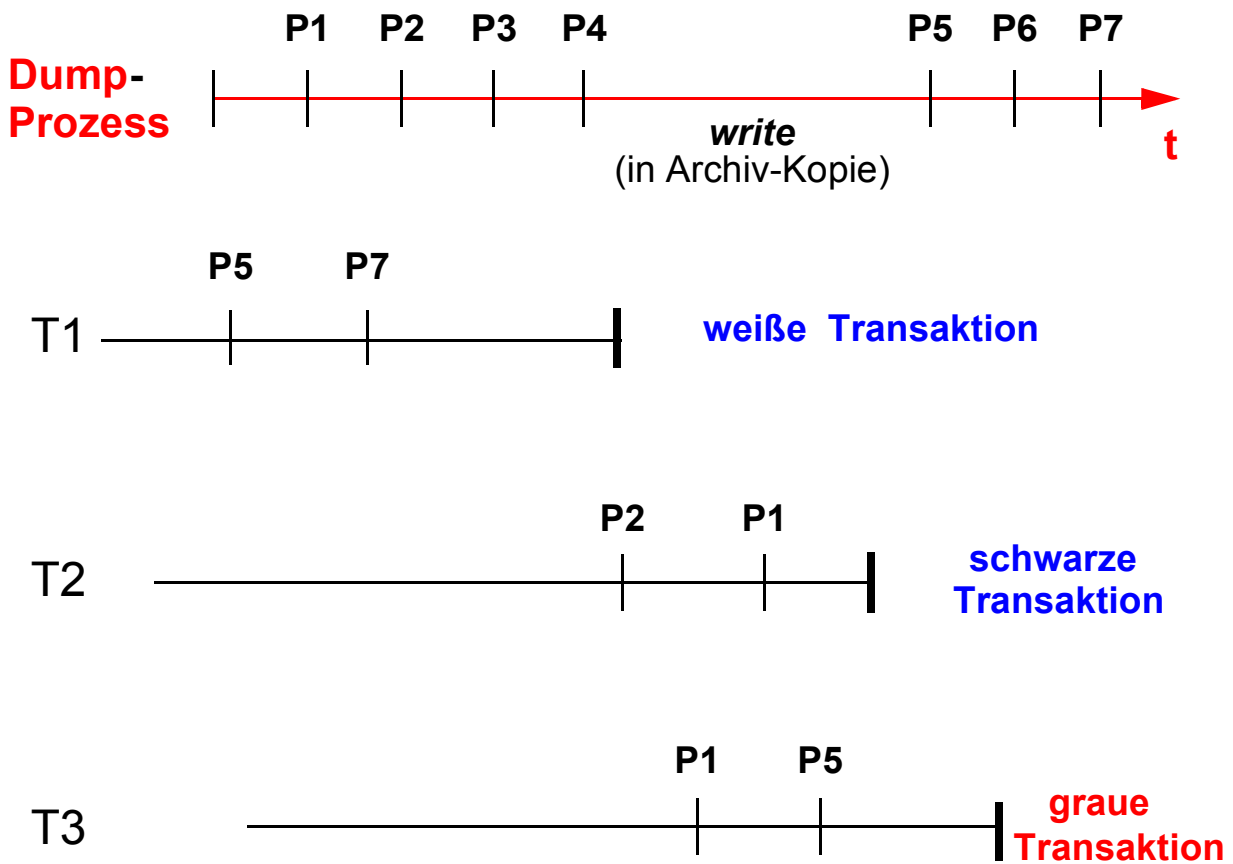 P1 P2 P3 P4 P5 P6 P7
Dump-
Prozess
write
(in Archiv-Kopie)
t
P5 P7
T1
weiße Transaktion
P2 P1
T2
schwarze
Transaktion
P1 P5
T3
graue
Transaktion